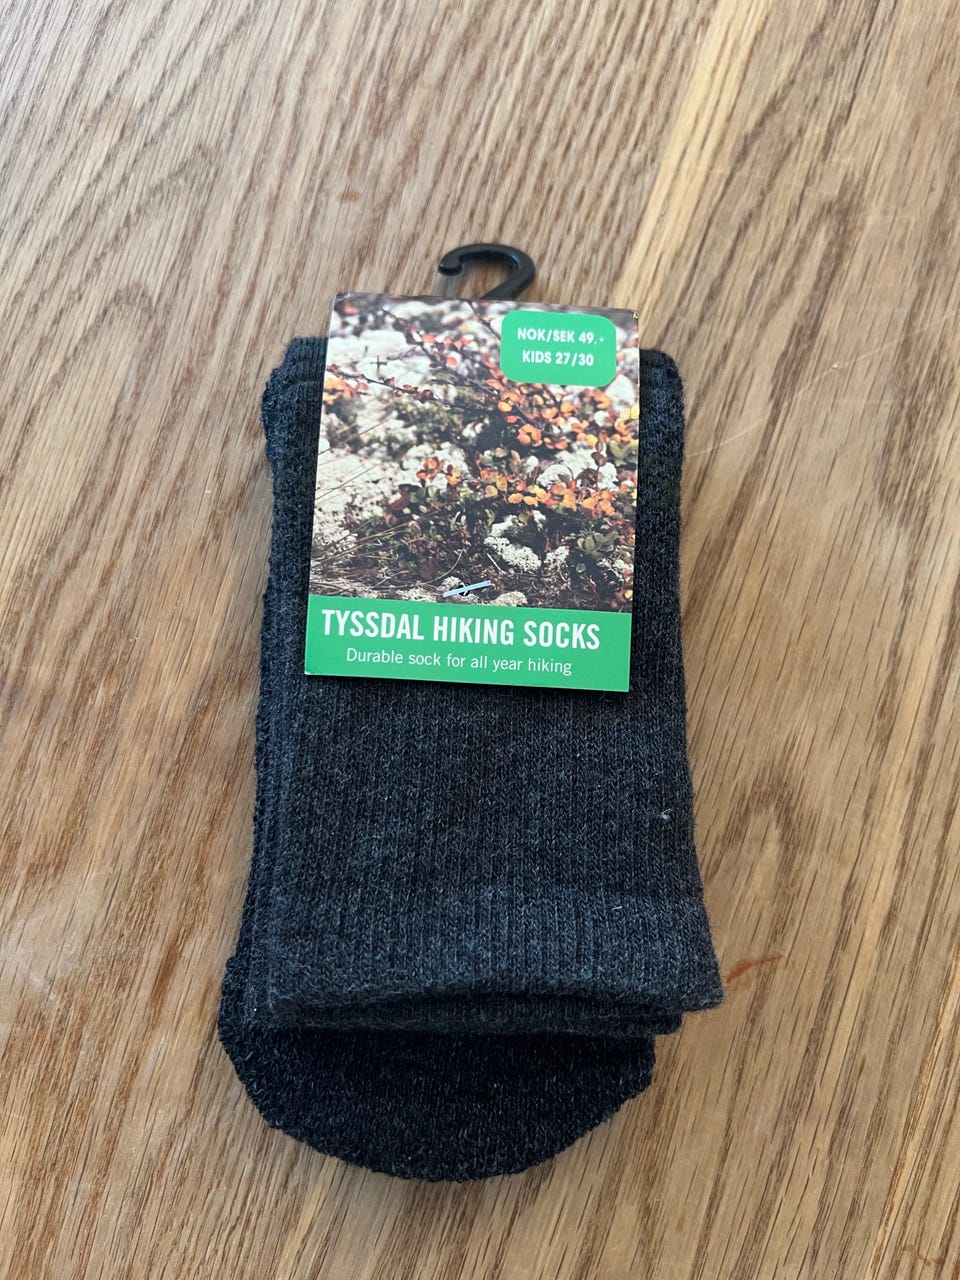 NOK/SEK 49,-
KIDS 27/30
TYSSDAL HIKING SOCKS
Durable sock for all year hiking